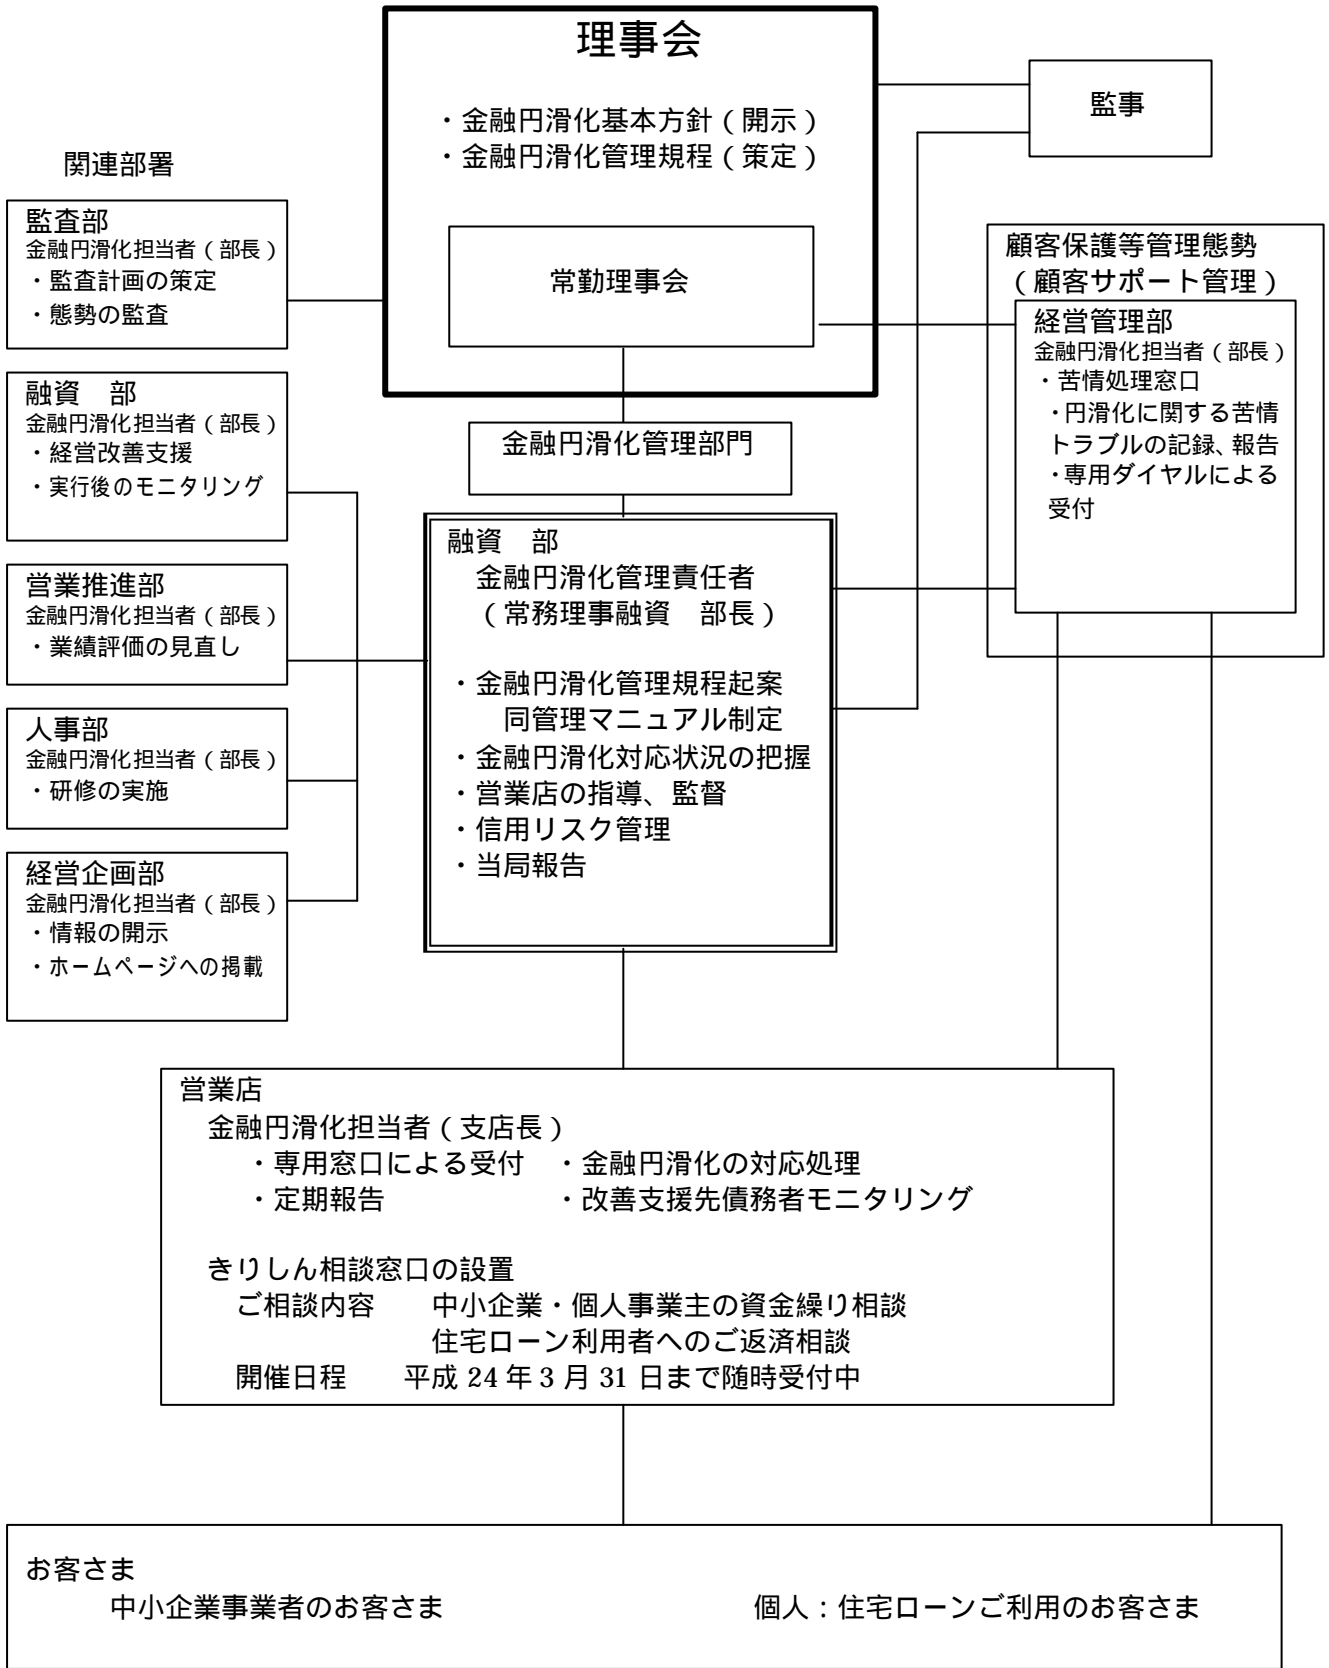 理事会
・金融円滑化基本方針(開示)
・金融円滑化管理規程(策定)
常勤理事会
監事
関連部署
監査部
金融円滑化担当者(部長)
・監査計画の策定
・態勢の監査
融資　部
金融円滑化担当者(部長)
・経営改善支援
・実行後のモニタリング
営業推進部
金融円滑化担当者(部長)
・業績評価の見直し
人事部
金融円滑化担当者(部長)
・研修の実施
経営企画部
金融円滑化担当者(部長)
・情報の開示
・ホームページへの掲載
金融円滑化管理部門
融資　部
金融円滑化管理責任者
(常務理事融資　部長)
・金融円滑化管理規程起案
同管理マニュアル制定
・金融円滑化対応状況の把握
・営業店の指導、監督
・信用リスク管理
・当局報告
顧客保護等管理態勢
(顧客サポート管理)
経営管理部
金融円滑化担当者(部長)
・苦情処理窓口
・円滑化に関する苦情
トラブルの記録、報告
・専用ダイヤルによる
受付
営業店
金融円滑化担当者(支店長)
・専用窓口による受付　・金融円滑化の対応処理
・定期報告　・改善支援先債務者モニタリング
きりしん相談窓口の設置
ご相談内容　中小企業・個人事業主の資金繰り相談
住宅ローン利用者へのご返済相談
開催日程　平成 24 年 3 月 31 日まで随時受付中
お客さま
中小企業事業者のお客さま　個人:住宅ローンご利用のお客さま